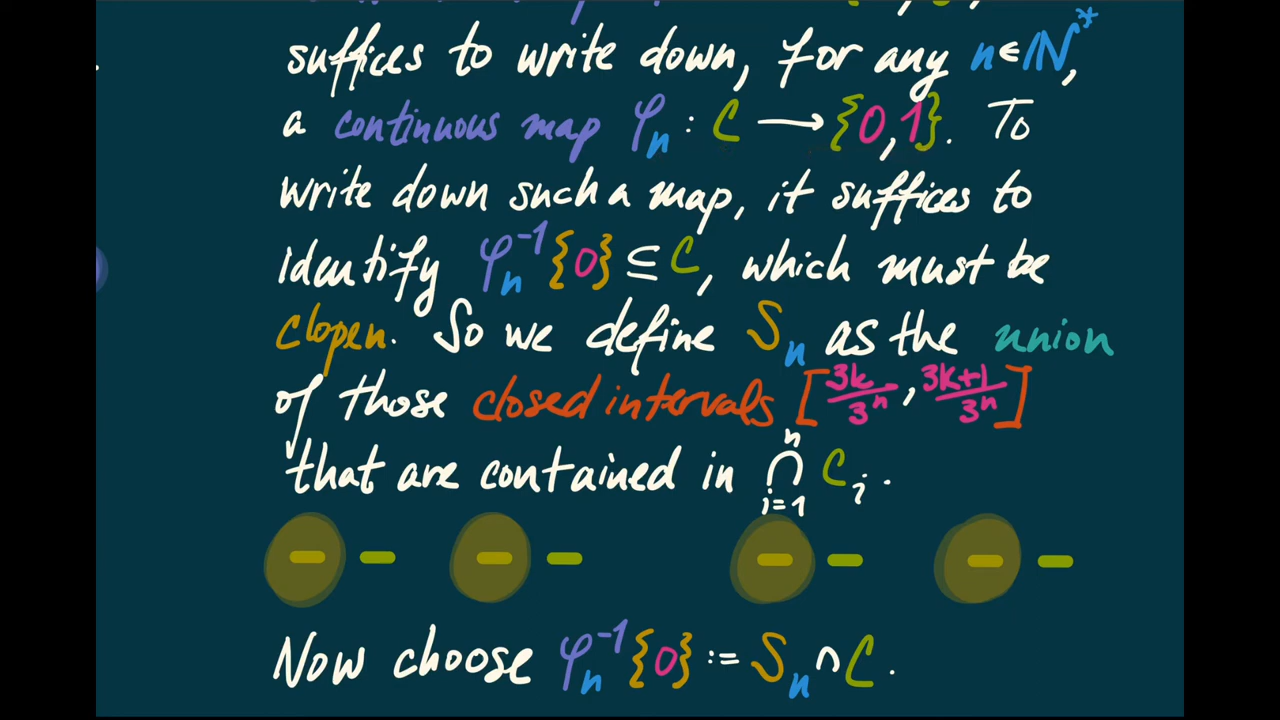 suffices to write down, for any n∈ℕ*,
a continuous map φₙ : C ⟶ {0,1}. To
write down such a map, it suffices to
identify φₙ⁻¹{0} ⊆ C, which must be
clopen. So we define Sₙ as the union
of those closed intervals [3k/3ⁿ, 3k+1/3ⁿ]
that are contained in ⋂ⁿᵢ₌₁ Cᵢ.
Now choose φₙ⁻¹{0} := Sₙ ∩ C.